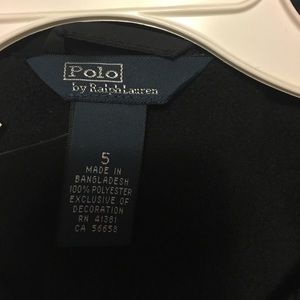 Polo
by Ralph Lauren
5
MADE IN
BANGLADESH
100% POLYESTER
EXCLUSIVE OF
DECORATION
RN 41381
CA 56658